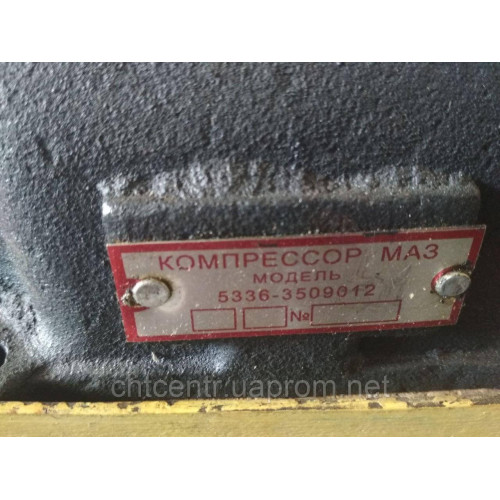 КОМПРЕССОР МАЗ
МОДЕЛЬ
5336-3509012
№
chtcentr.uaprom.net